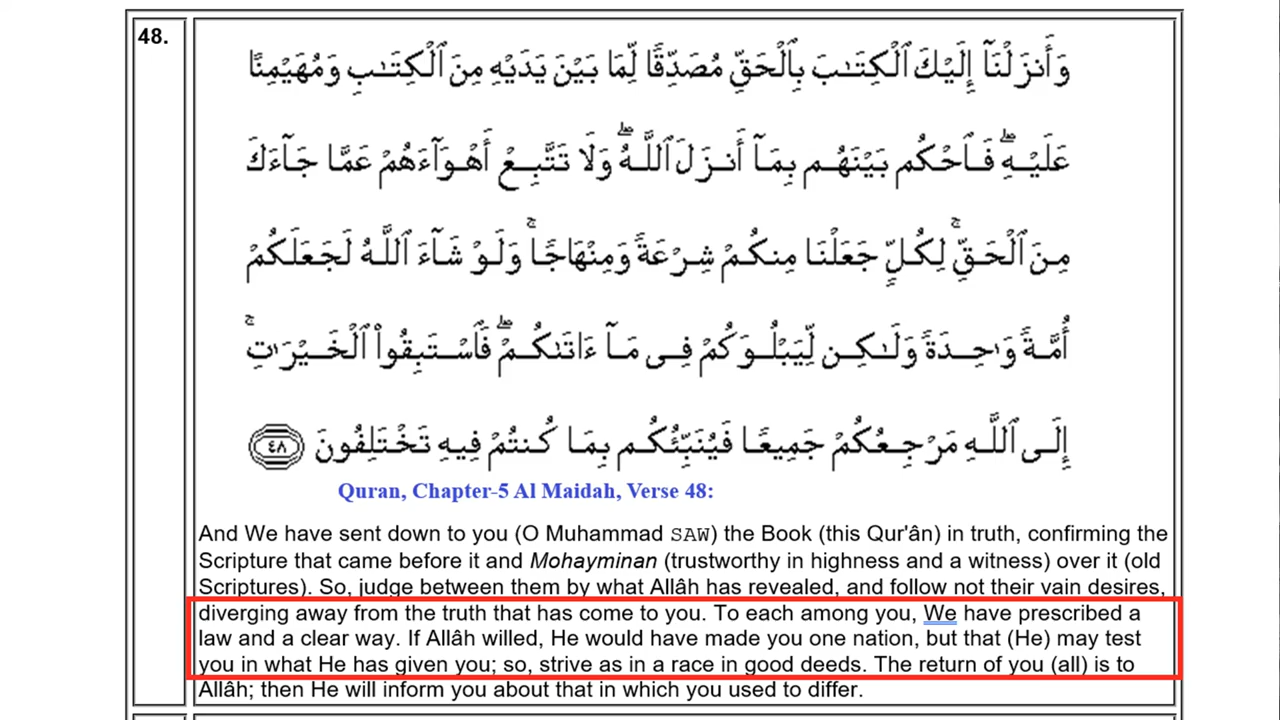 48.
وَأَنزَلْنَآ إِلَيْكَ ٱلْكِتَـٰبَ بِٱلْحَقِّ مُصَدِّقًا لِّمَا بَيْنَ يَدَيْهِ مِنَ ٱلْكِتَـٰبِ وَمُهَيْمِنًا
عَلَيْهِ‌ۖ فَٱحْكُم بَيْنَهُم بِمَآ أَنزَلَ ٱللَّهُ‌ۖ وَلَا تَتَّبِعْ أَهْوَآءَهُمْ عَمَّا جَآءَكَ
مِنَ ٱلْحَقِّ‌ۚ لِكُلٍّ جَعَلْنَا مِنكُمْ شِرْعَةً وَمِنْهَاجًا‌ۚ وَلَوْ شَآءَ ٱللَّهُ لَجَعَلَكُمْ
أُمَّةً وَٲحِدَةً وَلَـٰكِن لِّيَبْلُوَكُمْ فِى مَآ ءَاتَـٰكُمْ‌ۖ فَٱسْتَبِقُواْ ٱلْخَيْرَٲتِ‌ۚ
إِلَى ٱللَّهِ مَرْجِعُكُمْ جَمِيعًا فَيُنَبِّئُكُم بِمَا كُنتُمْ فِيهِ تَخْتَلِفُونَ ٤٨
Quran, Chapter-5 Al Maidah, Verse 48:
And We have sent down to you (O Muhammad SAW) the Book (this Qur'ân) in truth, confirming the
Scripture that came before it and Mohayminan (trustworthy in highness and a witness) over it (old
Scriptures). So, judge between them by what Allâh has revealed, and follow not their vain desires,
diverging away from the truth that has come to you. To each among you, We have prescribed a
law and a clear way. If Allâh willed, He would have made you one nation, but that (He) may test
you in what He has given you; so, strive as in a race in good deeds. The return of you (all) is to
Allâh; then He will inform you about that in which you used to differ.